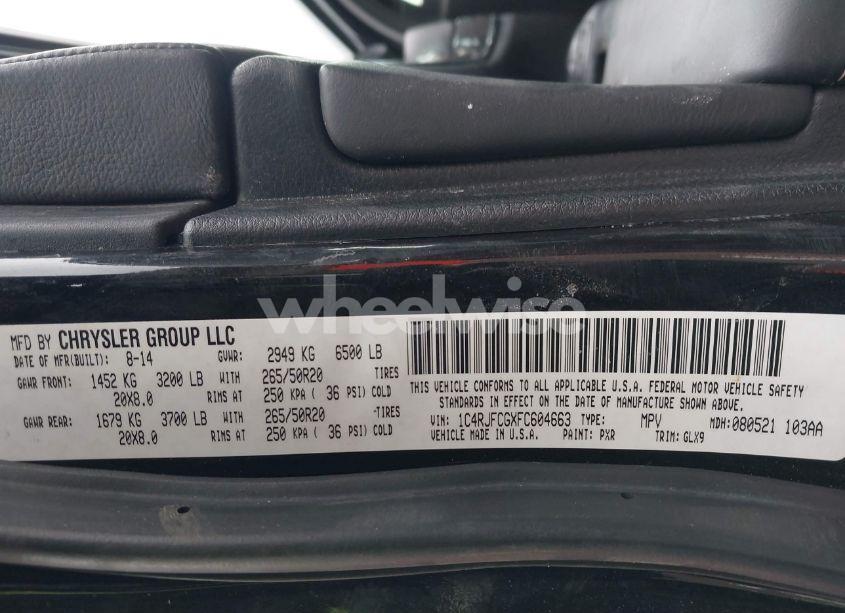 wheelwise
MFD BY CHRYSLER GROUP LLC
DATE OF MFR(BUILT): 8-14 GVWR: 2949 KG 6500 LB
GAWR FRONT: 1452 KG 3200 LB WITH 265/50R20 TIRES
20X8.0 RIMS AT 250 KPA ( 36 PSI) COLD
GAWR REAR: 1679 KG 3700 LB WITH 265/50R20 -TIRES
20X8.0 RIMS AT 250 KPA ( 36 PSI) COLD
THIS VEHICLE CONFORMS TO ALL APPLICABLE U.S.A. FEDERAL MOTOR VEHICLE SAFETY
STANDARDS IN EFFECT ON THE DATE OF MANUFACTURE SHOWN ABOVE.
VIN: 1C4RJFCGXFC604663 TYPE: MPV MDH: 080521 103AA
VEHICLE MADE IN U.S.A. PAINT: PXR TRIM: GLX9